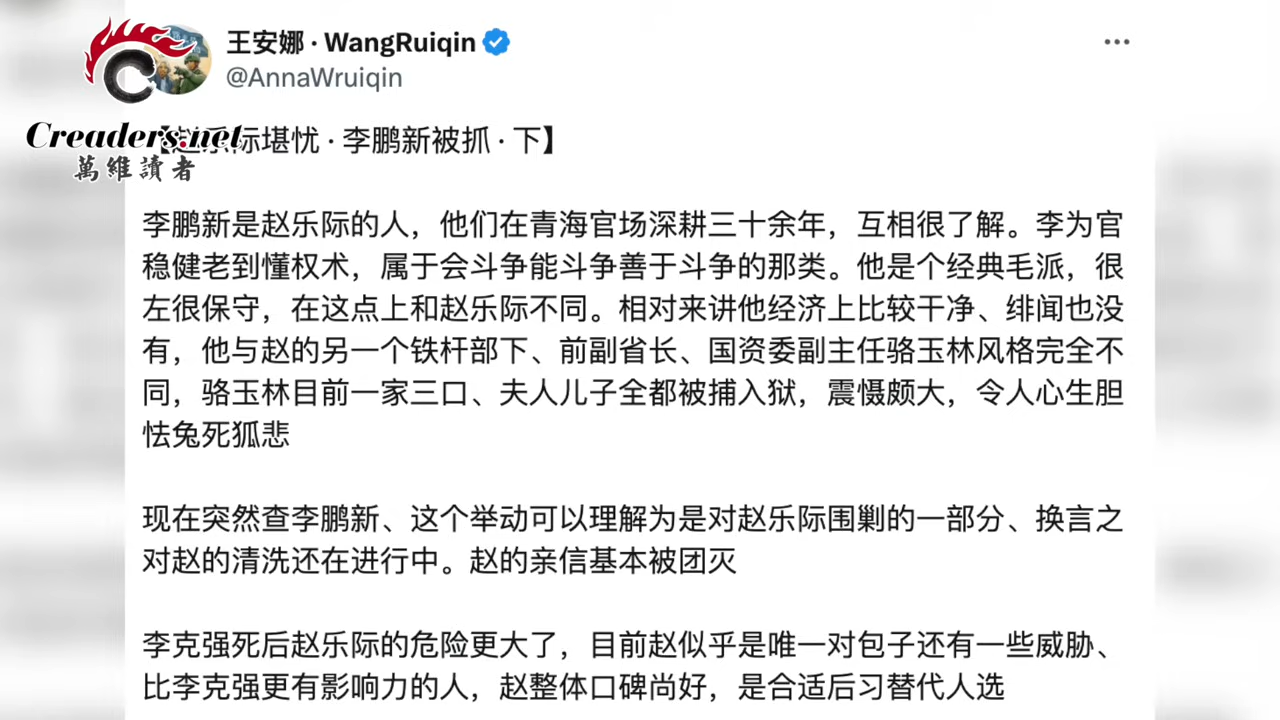 王安娜 · WangRuiqin
@AnnaWruiqin
Creaders.net
萬維讀者
乐际堪忧 · 李鹏新被抓 · 下】
李鹏新是赵乐际的人，他们在青海官场深耕三十余年，互相很了解。李为官
稳健老到懂权术，属于会斗争能斗争善于斗争的那类。他是个经典毛派，很
左很保守，在这点上和赵乐际不同。相对来讲他经济上比较干净、绯闻也没
有，他与赵的另一个铁杆部下、前副省长、国资委副主任骆玉林风格完全不
同，骆玉林目前一家三口、夫人儿子全都被捕入狱，震慑颇大，令人心生胆
怯兔死狐悲
现在突然查李鹏新、这个举动可以理解为是对赵乐际围剿的一部分、换言之
对赵的清洗还在进行中。赵的亲信基本被团灭
李克强死后赵乐际的危险更大了，目前赵似乎是唯一对包子还有一些威胁、
比李克强更有影响力的人，赵整体口碑尚好，是合适后习替代人选